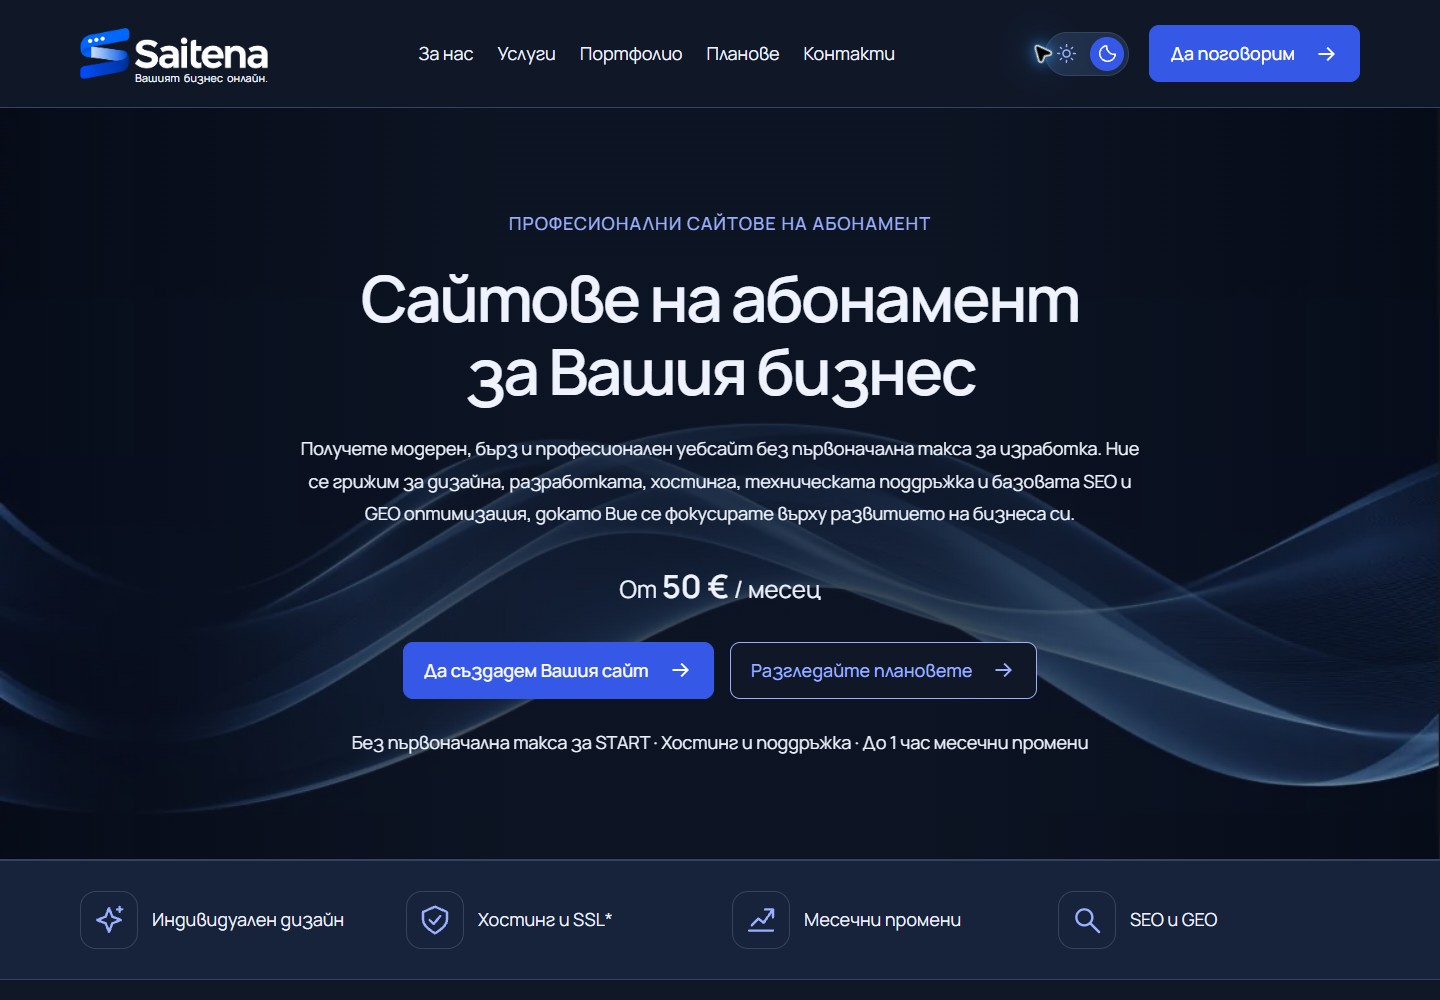 Saitena
Вашият бизнес онлайн.
За нас
Услуги
Портфолио
Планове
Контакти
Да поговорим
ПРОФЕСИОНАЛНИ САЙТОВЕ НА АБОНАМЕНТ
Сайтове на абонамент
за Вашия бизнес
Получете модерен, бърз и професионален уебсайт без първоначална такса за изработка. Ние
се грижим за дизайна, разработката, хостинга, техническата поддръжка и базовата SEO и
GEO оптимизация, докато Вие се фокусирате върху развитието на бизнеса си.
От 50 € / месец
Да създадем Вашия сайт
Разгледайте плановете
Без първоначална такса за START · Хостинг и поддръжка · До 1 час месечни промени
Индивидуален дизайн
Хостинг и SSL*
Месечни промени
SEO и GEO